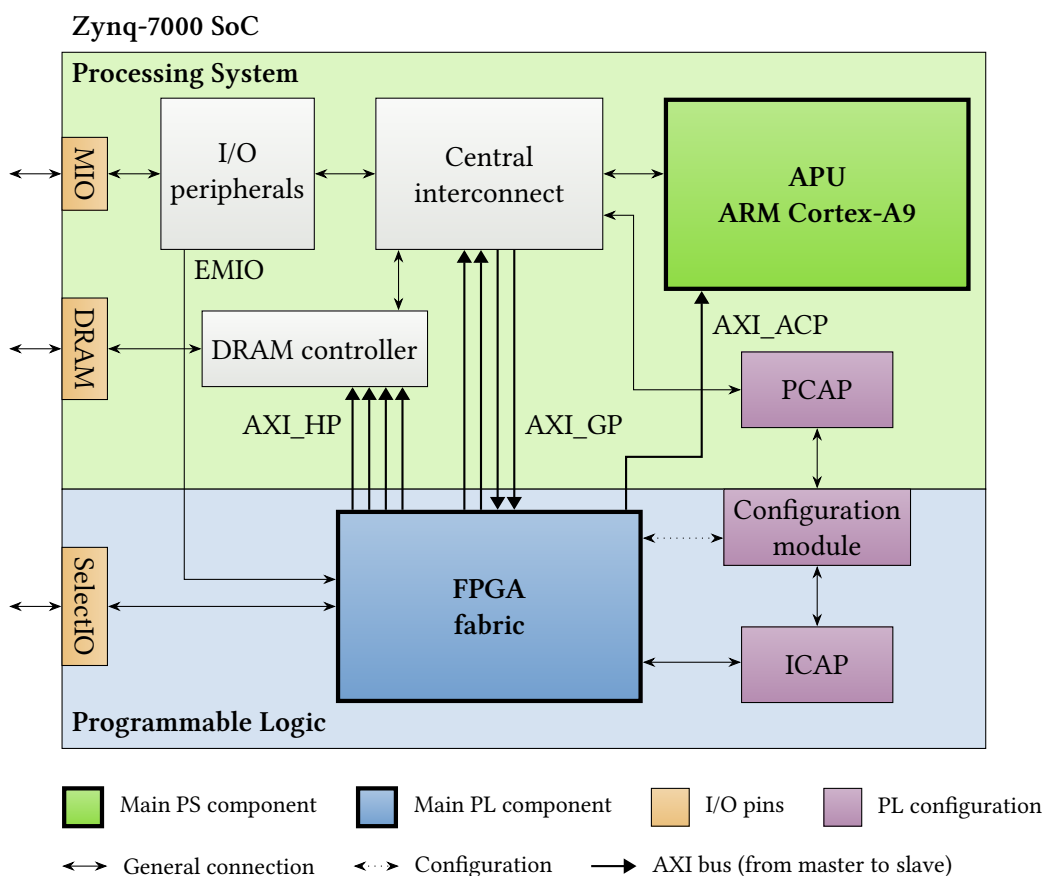 Zynq-7000 SoC
Processing System
MIO
I/O
peripherals
Central
interconnect
APU
ARM Cortex-A9
EMIO
DRAM
DRAM controller
AXI_ACP
PCAP
AXI_HP
AXI_GP
Configuration
module
SelectIO
FPGA
fabric
ICAP
Programmable Logic
Main PS component
Main PL component
I/O pins
PL configuration
General connection
Configuration
AXI bus (from master to slave)